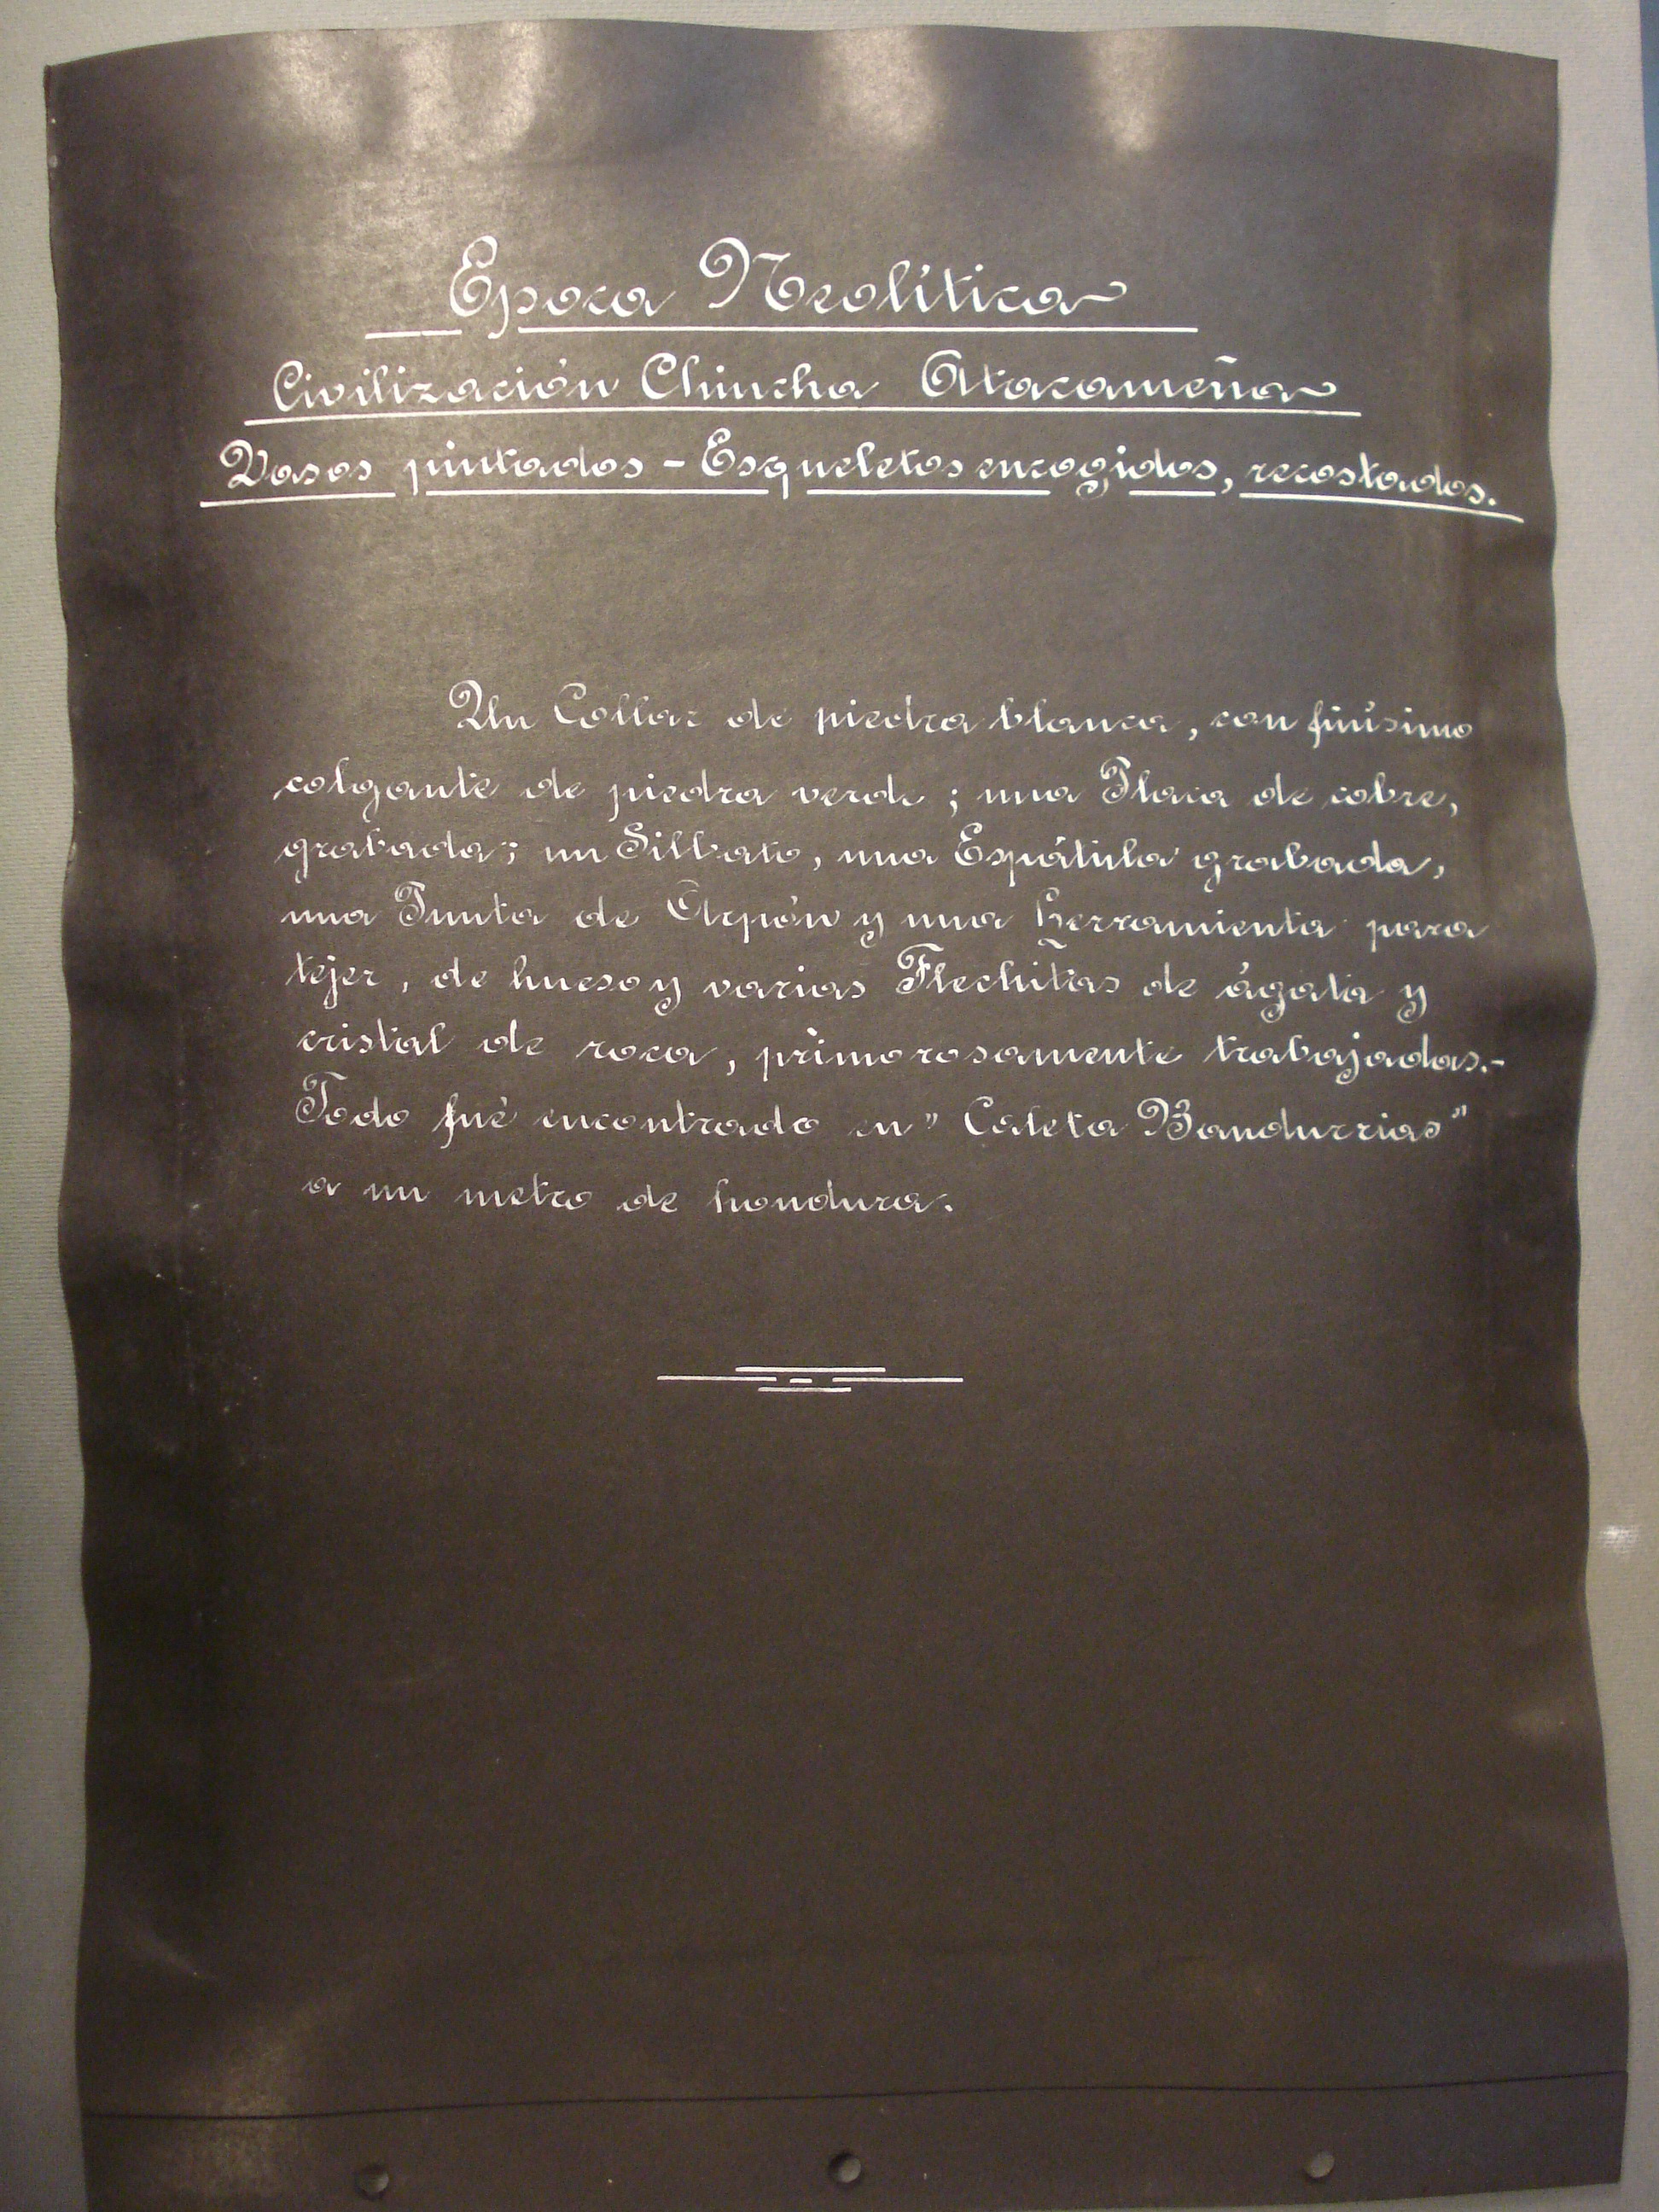 Epoca Neolítica
Civilización Chincha Atacameña
Vasos pintados - Esqueletos encogidos, recostados.
Un Collar de piedra blanca, con finísimo
colgante de piedra verde; una Placa de cobre,
grabada; un Silbato, una Espátula grabada,
una Punta de Arpón y una herramienta para
tejer, de hueso y varias Flechitas de ágata y
cristal de roca, primorosamente trabajadas.-
Todo fué encontrado en "Caleta Bandurrias"
a un metro de hondura.